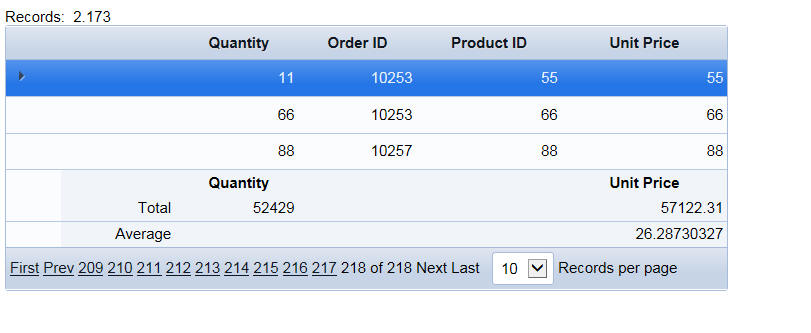 Records: 2.173
Quantity Order ID Product ID Unit Price
11 10253 55 55
66 10253 66 66
88 10257 88 88
Quantity Unit Price
Total 52429 57122.31
Average 26.28730327
First Prev 209 210 211 212 213 214 215 216 217 218 of 218 Next Last 10 Records per page